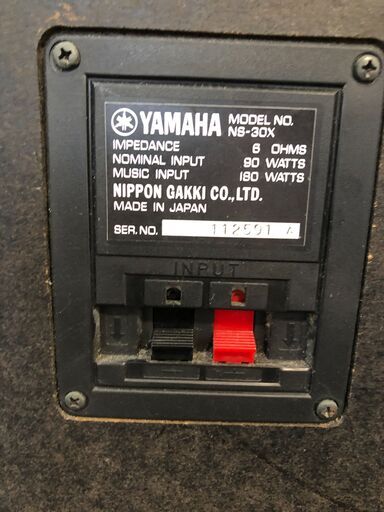 YAMAHA MODEL NO.
NS-30X
IMPEDANCE 6 OHMS
NOMINAL INPUT 90 WATTS
MUSIC INPUT 180 WATTS
NIPPON GAKKI CO.,LTD.
MADE IN JAPAN
SER. NO. 112591 A
INPUT